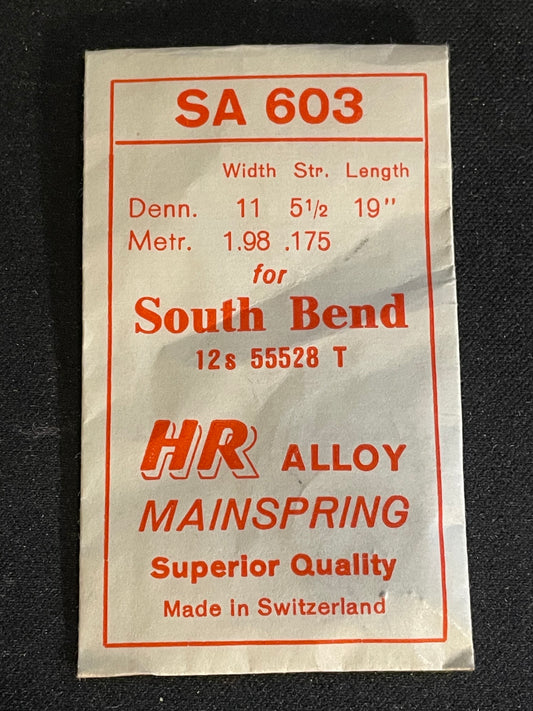 SA 603
Width Str. Length
Denn. 11 5½ 19"
Metr. 1.98 .175
for
South Bend
12s 55528 T
HR ALLOY
MAINSPRING
Superior Quality
Made in Switzerland